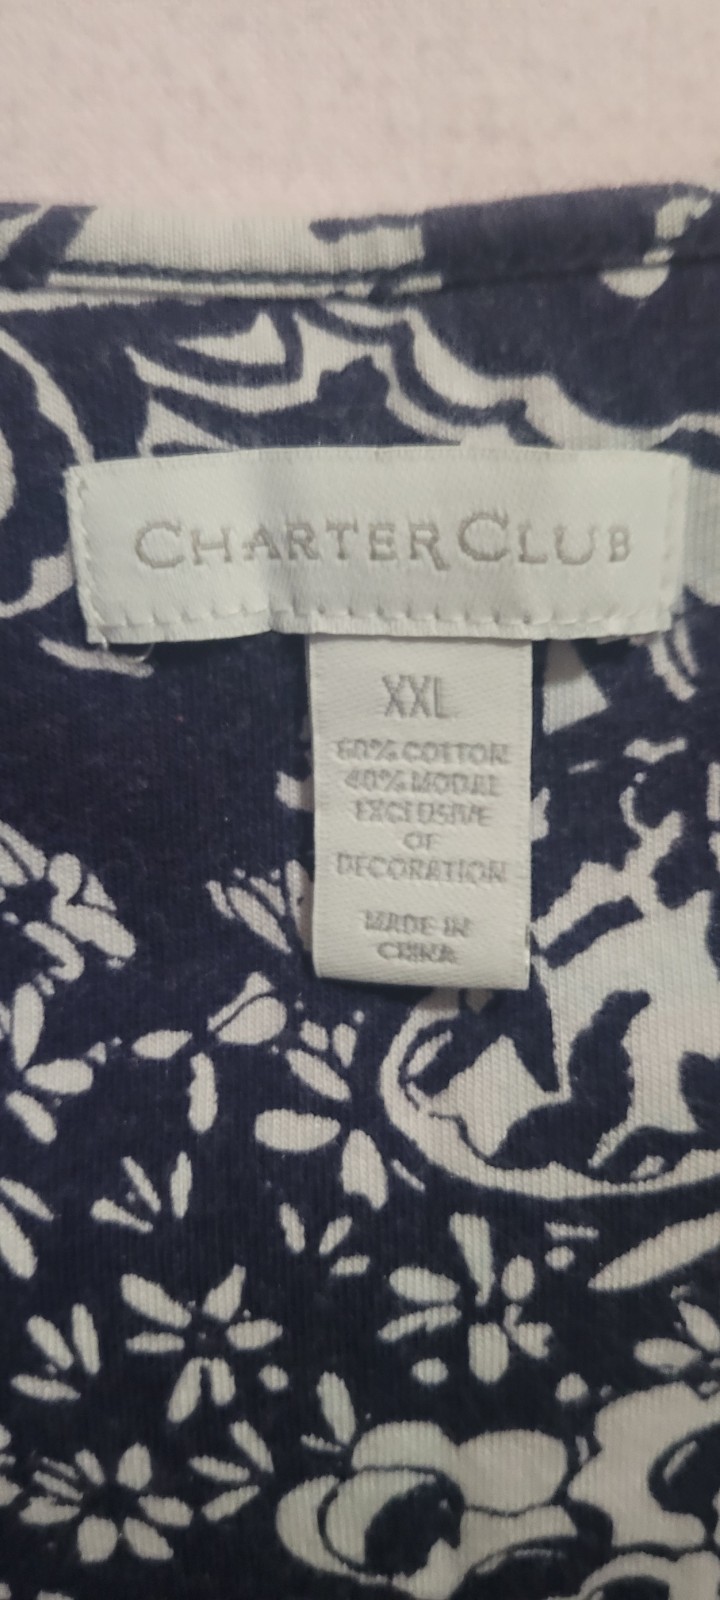 CHARTER CLUB
XXL
60% COTTON
40% MODAL
EXCLUSIVE
OF
DECORATION
MADE IN
CHINA